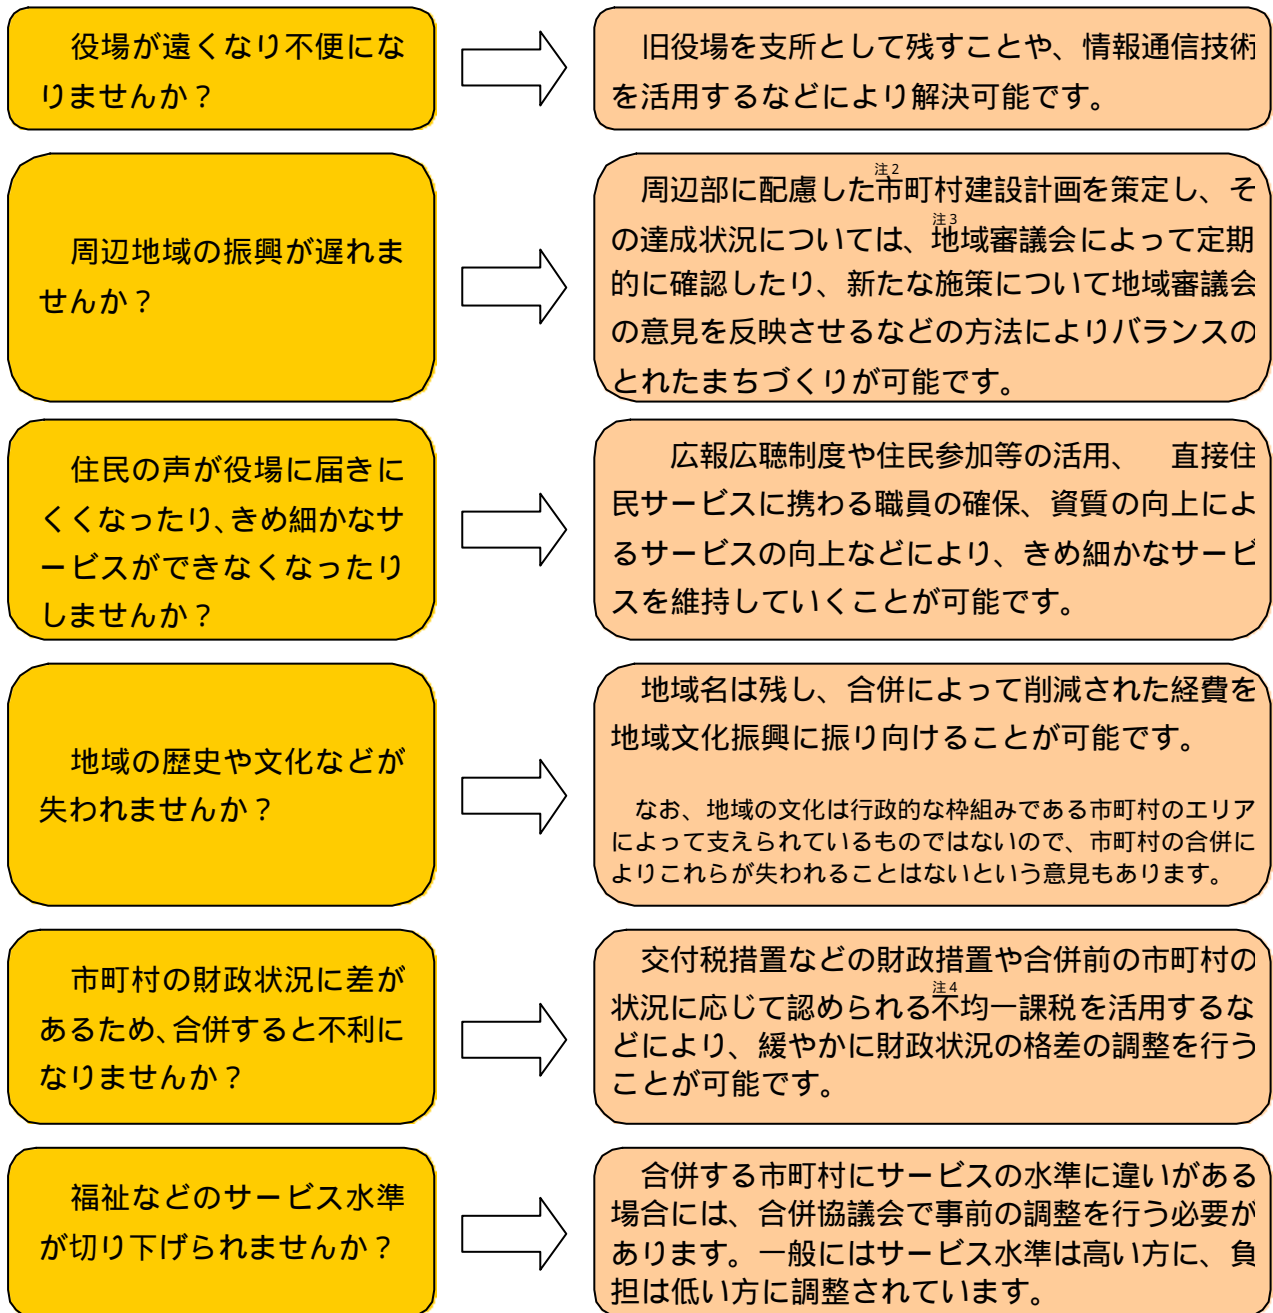 役場が遠くなり不便にな
りませんか？
旧役場を支所として残すことや、情報通信技術
を活用するなどにより解決可能です。
周辺地域の振興が遅れま
せんか？
注２
周辺部に配慮した市町村建設計画を策定し、そ
注３
の達成状況については、地域審議会によって定期
的に確認したり、新たな施策について地域審議会
の意見を反映させるなどの方法によりバランスの
とれたまちづくりが可能です。
住民の声が役場に届きに
くくなったり、きめ細かなサ
ービスができなくなったり
しませんか？
広報広聴制度や住民参加等の活用、　直接住
民サービスに携わる職員の確保、資質の向上によ
るサービスの向上などにより、きめ細かなサービ
スを維持していくことが可能です。
地域の歴史や文化などが
失われませんか？
地域名は残し、合併によって削減された経費を
地域文化振興に振り向けることが可能です。
なお、地域の文化は行政的な枠組みである市町村のエリア
によって支えられているものではないので、市町村の合併に
よりこれらが失われることはないという意見もあります。
市町村の財政状況に差が
あるため、合併すると不利に
なりませんか？
交付税措置などの財政措置や合併前の市町村の
注４
状況に応じて認められる不均一課税を活用するな
どにより、緩やかに財政状況の格差の調整を行う
ことが可能です。
福祉などのサービス水準
が切り下げられませんか？
合併する市町村にサービスの水準に違いがある
場合には、合併協議会で事前の調整を行う必要が
あります。一般にはサービス水準は高い方に、負
担は低い方に調整されています。